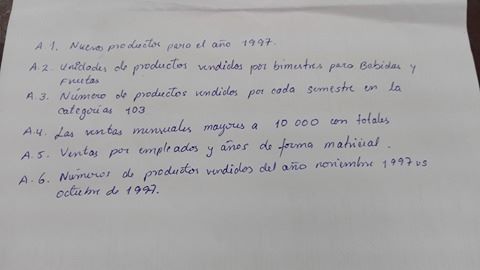 A.1. Nuevos productos para el año 1997.
A.2. Unidades de productos vendidos por bimestres para Bebidas y
Frutas
A.3. Número de productos vendidos por cada semestre en la
categorías 103
A.4. Las ventas mensuales mayores a 10 000 con totales
A.5. Ventas por empleados y años de forma matricial.
A.6. Números de productos vendidos del año noviembre 1997 vs
octubre de 1997.